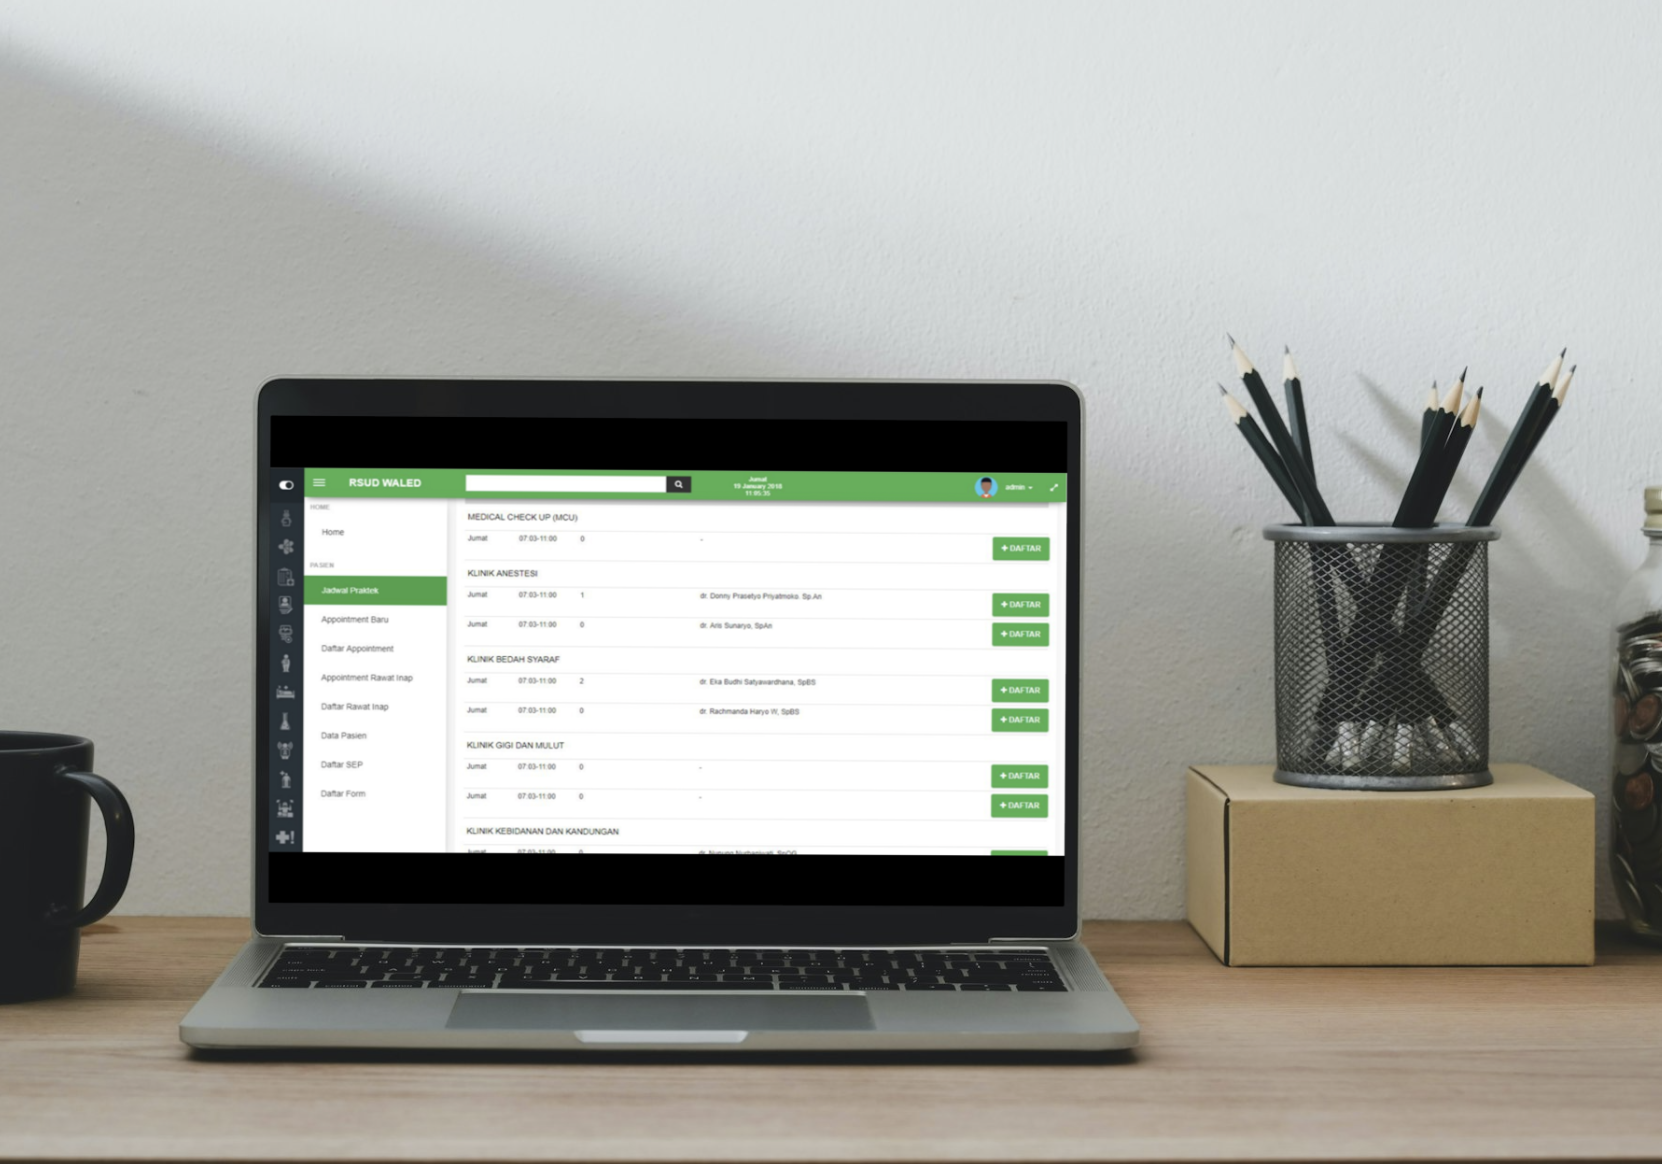 RSUD WALED
Jumat
19 January 2018
11:05:35
admin
HOME
Home
PASIEN
Jadwal Praktek
Appointment Baru
Daftar Appointment
Appointment Rawat Inap
Daftar Rawat Inap
Data Pasien
Daftar SEP
Daftar Form
MEDICAL CHECK UP (MCU)
Jumat 07:03-11:00 0 - + DAFTAR
KLINIK ANESTESI
Jumat 07:03-11:00 1 dr. Donny Prasetyo Priyatmoko. Sp.An + DAFTAR
Jumat 07:03-11:00 0 dr. Aris Sunaryo, SpAn + DAFTAR
KLINIK BEDAH SYARAF
Jumat 07:03-11:00 2 dr. Eka Budhi Satyawardhana, SpBS + DAFTAR
Jumat 07:03-11:00 0 dr. Rachmanda Haryo W, SpBS + DAFTAR
KLINIK GIGI DAN MULUT
Jumat 07:03-11:00 0 - + DAFTAR
Jumat 07:03-11:00 0 - + DAFTAR
KLINIK KEBIDANAN DAN KANDUNGAN
Jumat 07:03-11:00 0 dr.